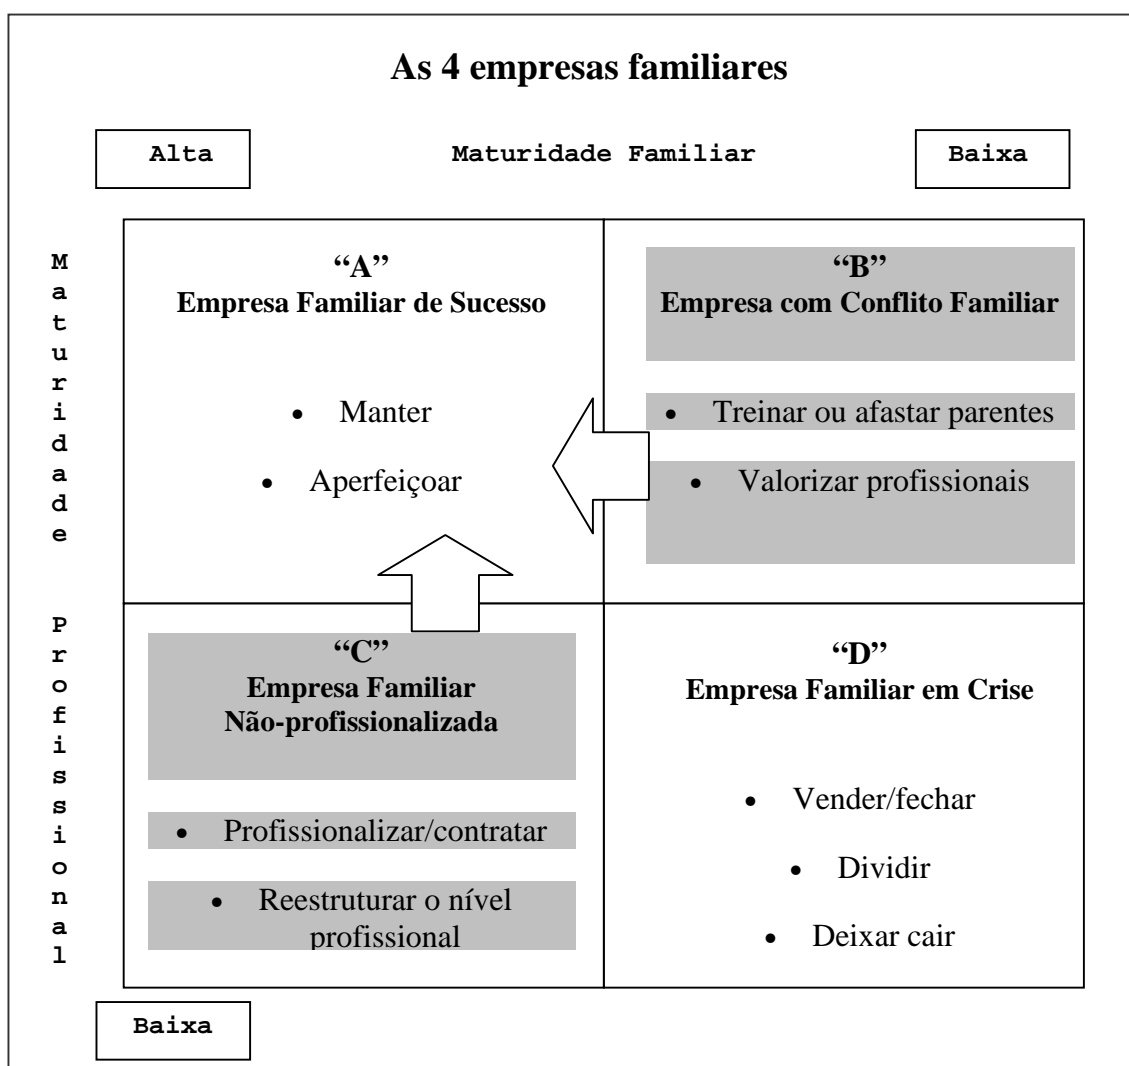 As 4 empresas familiares
Alta
Maturidade Familiar
Baixa
Maturidade
Profissional
“A”
Empresa Familiar de Sucesso
• Manter
• Aperfeiçoar
“B”
Empresa com Conflito Familiar
• Treinar ou afastar parentes
• Valorizar profissionais
“C”
Empresa Familiar
Não-profissionalizada
• Profissionalizar/contratar
• Reestruturar o nível
profissional
“D”
Empresa Familiar em Crise
• Vender/fechar
• Dividir
• Deixar cair
Baixa